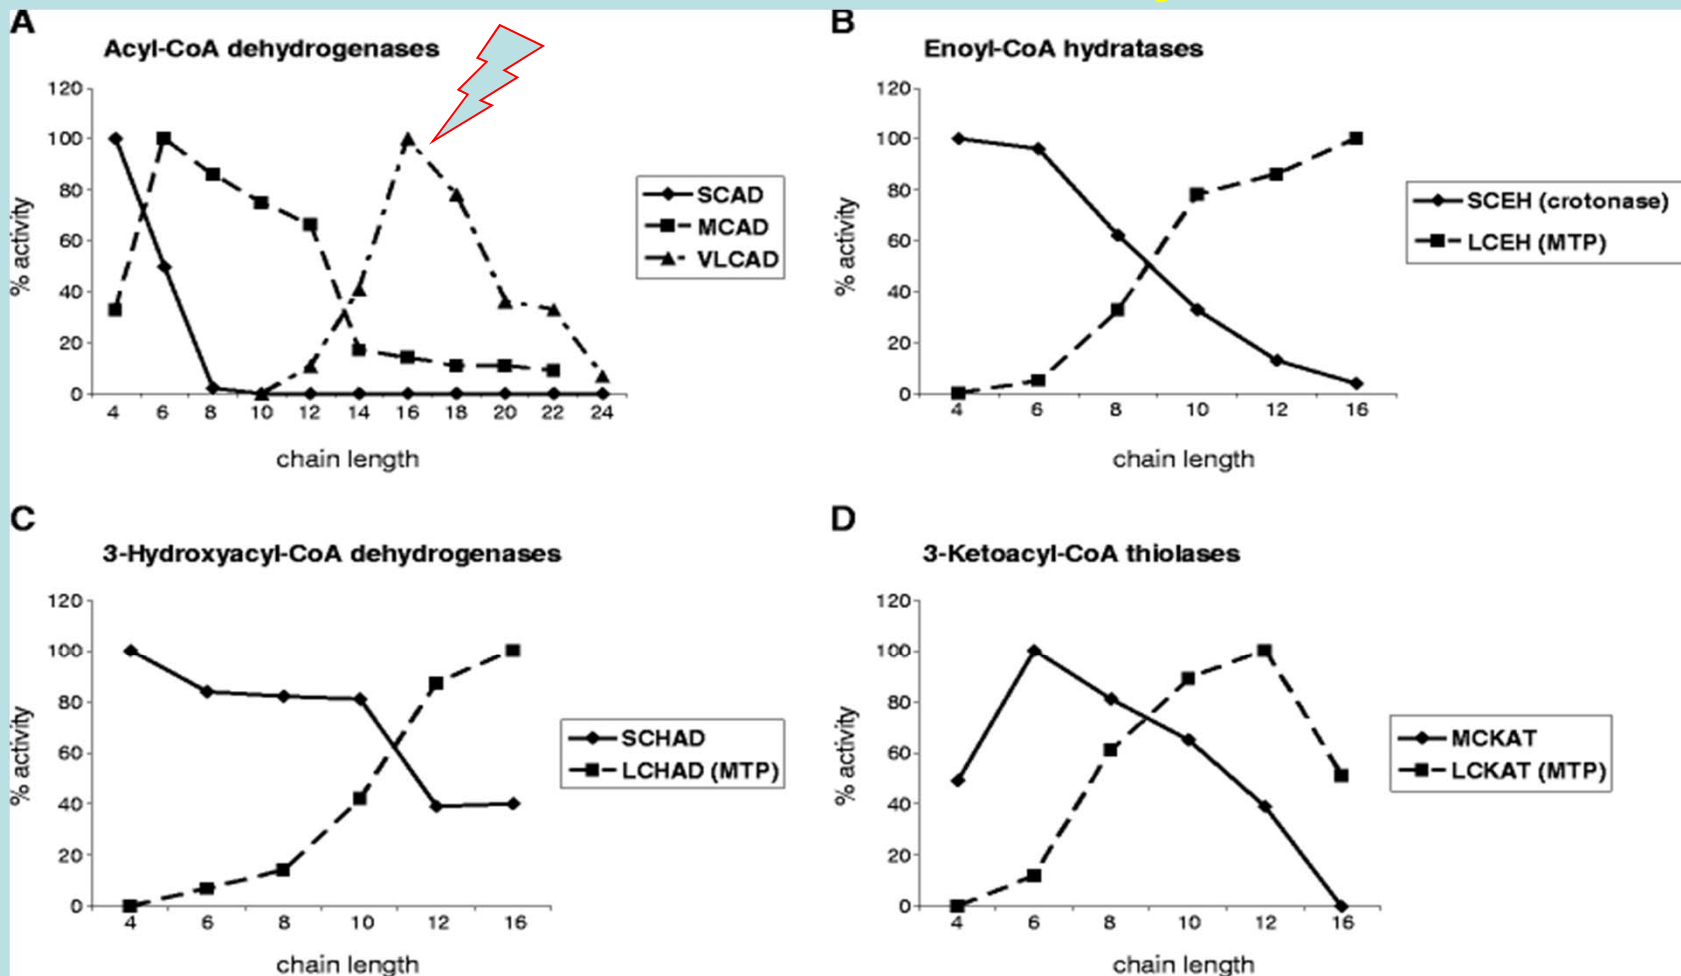 A
Acyl-CoA dehydrogenases
120
100
80
60
40
20
0
% activity
4 6 8 10 12 14 16 18 20 22 24
chain length
SCAD
MCAD
VLCAD
B
Enoyl-CoA hydratases
120
100
80
60
40
20
0
% activity
4 6 8 10 12 16
chain length
SCEH (crotonase)
LCEH (MTP)
C
3-Hydroxyacyl-CoA dehydrogenases
120
100
80
60
40
20
0
% activity
4 6 8 10 12 16
chain length
SCHAD
LCHAD (MTP)
D
3-Ketoacyl-CoA thiolases
120
100
80
60
40
20
0
% activity
4 6 8 10 12 16
chain length
MCKAT
LCKAT (MTP)